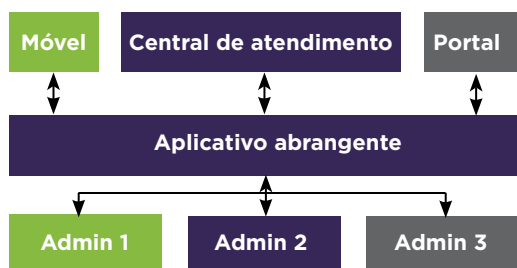 Móvel
Central de atendimento
Portal
Aplicativo abrangente
Admin 1
Admin 2
Admin 3